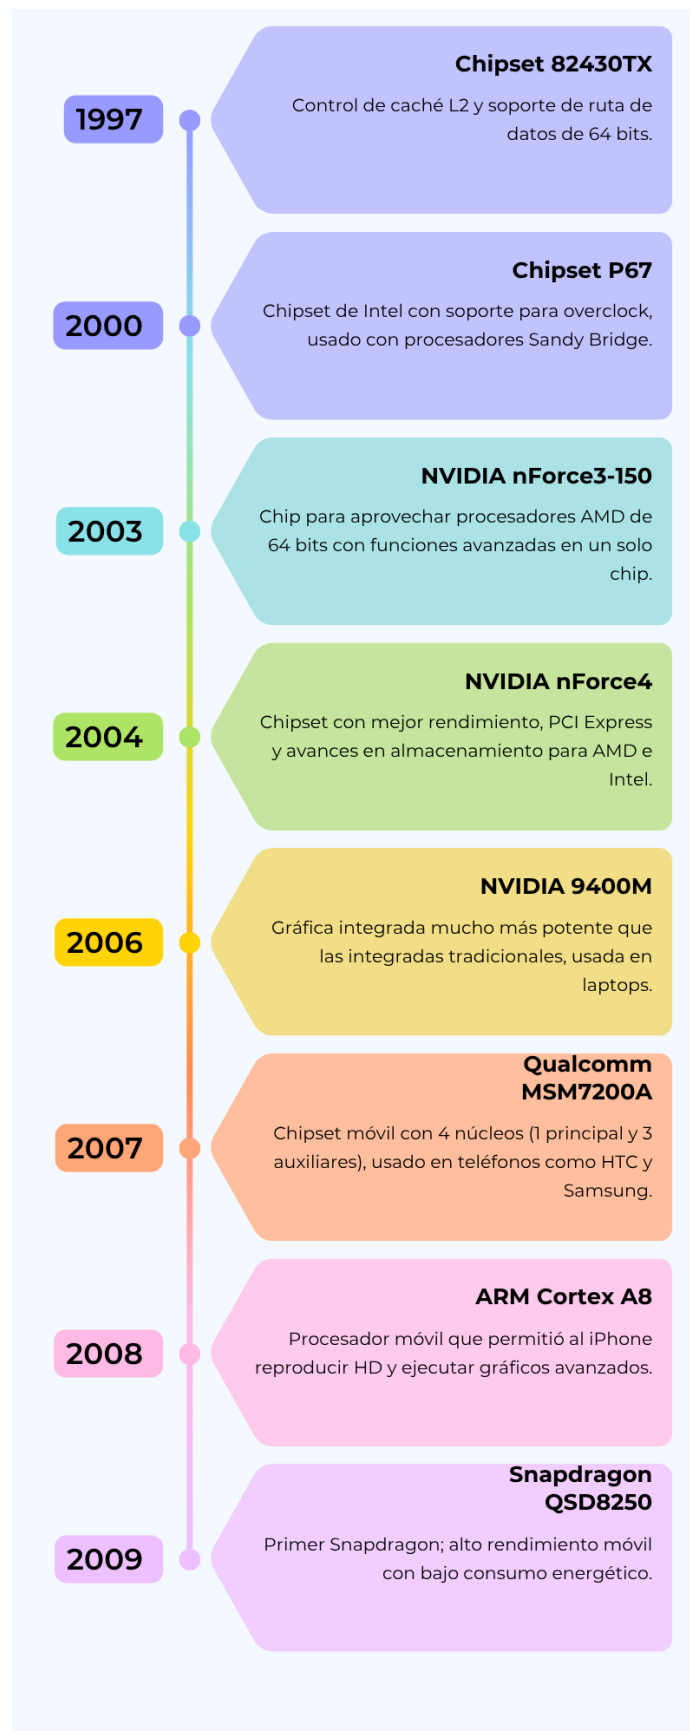 1997
Chipset 82430TX
Control de caché L2 y soporte de ruta de
datos de 64 bits.
2000
Chipset P67
Chipset de Intel con soporte para overclock,
usado con procesadores Sandy Bridge.
2003
NVIDIA nForce3-150
Chip para aprovechar procesadores AMD de
64 bits con funciones avanzadas en un solo
chip.
2004
NVIDIA nForce4
Chipset con mejor rendimiento, PCI Express
y avances en almacenamiento para AMD e
Intel.
2006
NVIDIA 9400M
Gráfica integrada mucho más potente que
las integradas tradicionales, usada en
laptops.
2007
Qualcomm
MSM7200A
Chipset móvil con 4 núcleos (1 principal y 3
auxiliares), usado en teléfonos como HTC y
Samsung.
2008
ARM Cortex A8
Procesador móvil que permitió al iPhone
reproducir HD y ejecutar gráficos avanzados.
2009
Snapdragon
QSD8250
Primer Snapdragon; alto rendimiento móvil
con bajo consumo energético.